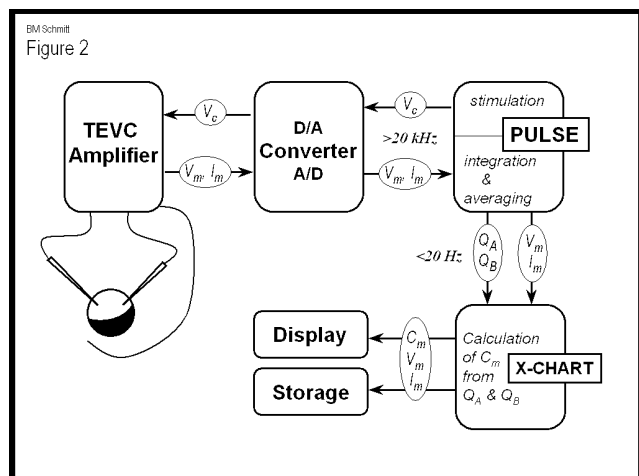 BM Schmitt
Figure 2
TEVC
Amplifier
V_c
V_m, I_m
D/A
Converter
A/D
V_c
>20 kHz
V_m, I_m
stimulation
PULSE
integration
&
averaging
<20 Hz
Q_A
Q_B
V_m
I_m
Display
Storage
C_m
V_m
I_m
Calculation
of C_m
from
Q_A & Q_B
X-CHART